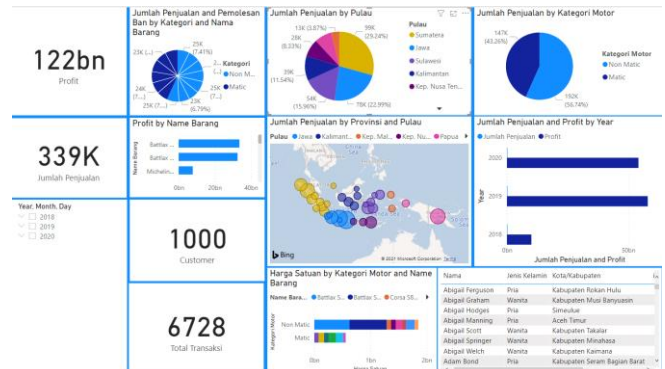 122bn
Profit
339K
Jumlah Penjualan
Year, Month, Day
2018
2019
2020
Jumlah Penjualan dan Pemolesan
Ban by Kategori dan Nama
Barang
25K
(7.41%)
23K
(6.79%)
Kategori
Non M...
Matic
Profit by Name Barang
Name Barang
Battlax ...
Battlax ...
Michelin...
0bn
20bn
40bn
1000
Customer
6728
Total Transaksi
Jumlah Penjualan by Pulau
13K (3.87%)
28K
(8.33%)
39K
(11.54%)
54K
(15.96%)
99K
(29.24%)
78K (22.99%)
Pulau
Sumatera
Jawa
Sulawesi
Kalimantan
Kep. Nusa Ten...
Jumlah Penjualan by Provinsi and Pulau
Pulau Jawa Kalimant... Kep. Mal... Kep. Nu... Papua
Bing
© 2021 Microsoft Corporation
Harga Satuan by Kategori Motor and Name
Barang
Name Bara... Battlax S... Battlax S... Corsa SB...
Kategori Motor
Non Matic
Matic
0bn
1bn
2bn
Harga Satuan
Jumlah Penjualan by Kategori Motor
147K
(43.26%)
192K
(56.74%)
Kategori Motor
Non Matic
Matic
Jumlah Penjualan and Profit by Year
Jumlah Penjualan Profit
Year
2020
2019
2018
0bn
50bn
Jumlah Penjualan and Profit
Nama Jenis Kelamin Kota/Kabupaten
Abigail Ferguson Pria Kabupaten Rokan Hulu
Abigail Graham Wanita Kabupaten Musi Banyuasin
Abigail Hodges Pria Simeulue
Abigail Manning Pria Aceh Timur
Abigail Scott Wanita Kabupaten Takalar
Abigail Springer Wanita Kabupaten Minahasa
Abigail Welch Wanita Kabupaten Kaimana
Adam Bond Pria Kabupaten Seram Bagian Barat